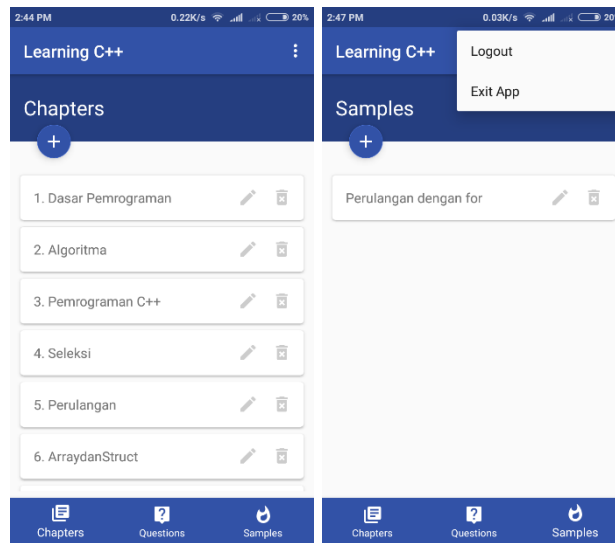 2:44 PM 0.22K/s 20%
Learning C++
Chapters
1. Dasar Pemrograman
2. Algoritma
3. Pemrograman C++
4. Seleksi
5. Perulangan
6. ArraydanStruct
Chapters Questions Samples
2:47 PM 0.03K/s 20%
Learning C++
Logout
Exit App
Samples
Perulangan dengan for
Chapters Questions Samples